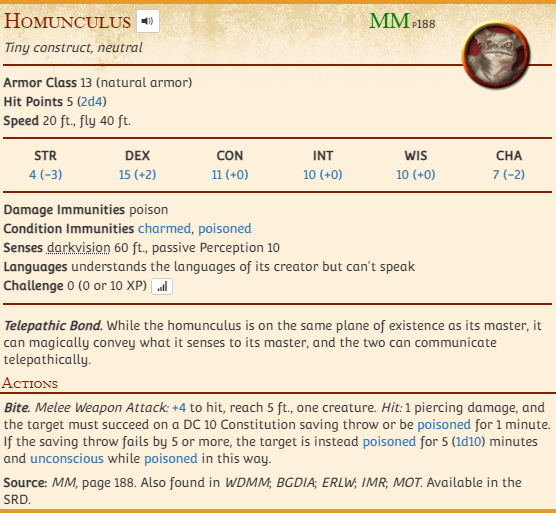 Homunculus
MM p188
Tiny construct, neutral
Armor Class 13 (natural armor)
Hit Points 5 (2d4)
Speed 20 ft., fly 40 ft.
STR DEX CON INT WIS CHA
4 (−3) 15 (+2) 11 (+0) 10 (+0) 10 (+0) 7 (−2)
Damage Immunities poison
Condition Immunities charmed, poisoned
Senses darkvision 60 ft., passive Perception 10
Languages understands the languages of its creator but can't speak
Challenge 0 (0 or 10 XP)
Telepathic Bond. While the homunculus is on the same plane of existence as its master, it
can magically convey what it senses to its master, and the two can communicate
telepathically.
Actions
Bite. Melee Weapon Attack: +4 to hit, reach 5 ft., one creature. Hit: 1 piercing damage, and
the target must succeed on a DC 10 Constitution saving throw or be poisoned for 1 minute.
If the saving throw fails by 5 or more, the target is instead poisoned for 5 (1d10) minutes
and unconscious while poisoned in this way.
Source: MM, page 188. Also found in WDMM; BGDIA; ERLW; IMR; MOT. Available in the
SRD.